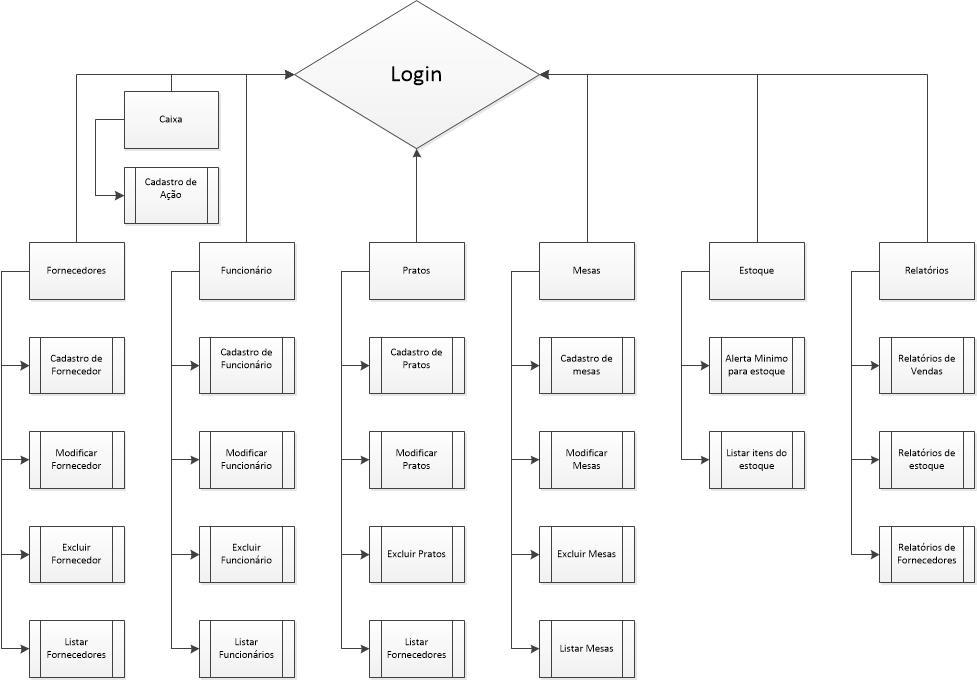 Login
Caixa
Cadastro de
Ação
Fornecedores
Funcionário
Pratos
Mesas
Estoque
Relatórios
Cadastro de
Fornecedor
Cadastro de
Funcionário
Cadastro de
Pratos
Cadastro de
mesas
Alerta Minimo
para estoque
Relatórios de
Vendas
Modificar
Fornecedor
Modificar
Funcionário
Modificar
Pratos
Modificar
Mesas
Listar itens do
estoque
Relatórios de
estoque
Excluir
Fornecedor
Excluir
Funcionário
Excluir Pratos
Excluir Mesas
Relatórios de
Fornecedores
Listar
Fornecedores
Listar
Funcionários
Listar
Fornecedores
Listar Mesas